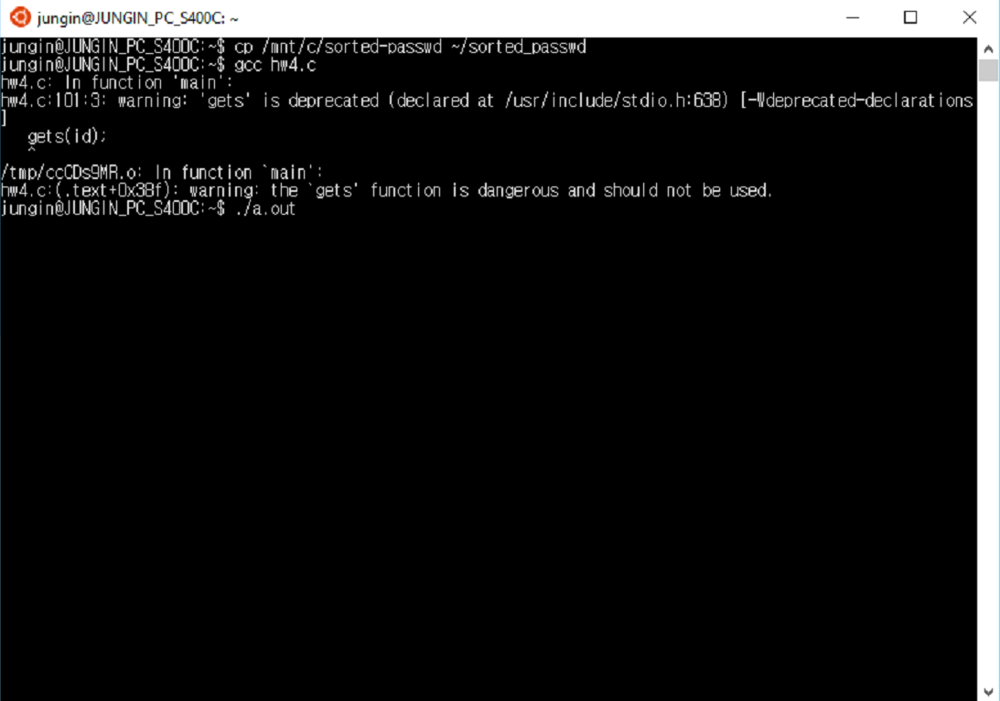 jungin@JUNGIN_PC_S400C: ~
jungin@JUNGIN_PC_S400C:~$ cp /mnt/c/sorted-passwd ~/sorted_passwd
jungin@JUNGIN_PC_S400C:~$ gcc hw4.c
hw4.c: In function 'main':
hw4.c:101:3: warning: 'gets' is deprecated (declared at /usr/include/stdio.h:638) [-Wdeprecated-declarations
]
   gets(id);
   ^
/tmp/ccCDs9MR.o: In function `main':
hw4.c:(.text+0x38f): warning: the `gets' function is dangerous and should not be used.
jungin@JUNGIN_PC_S400C:~$ ./a.out